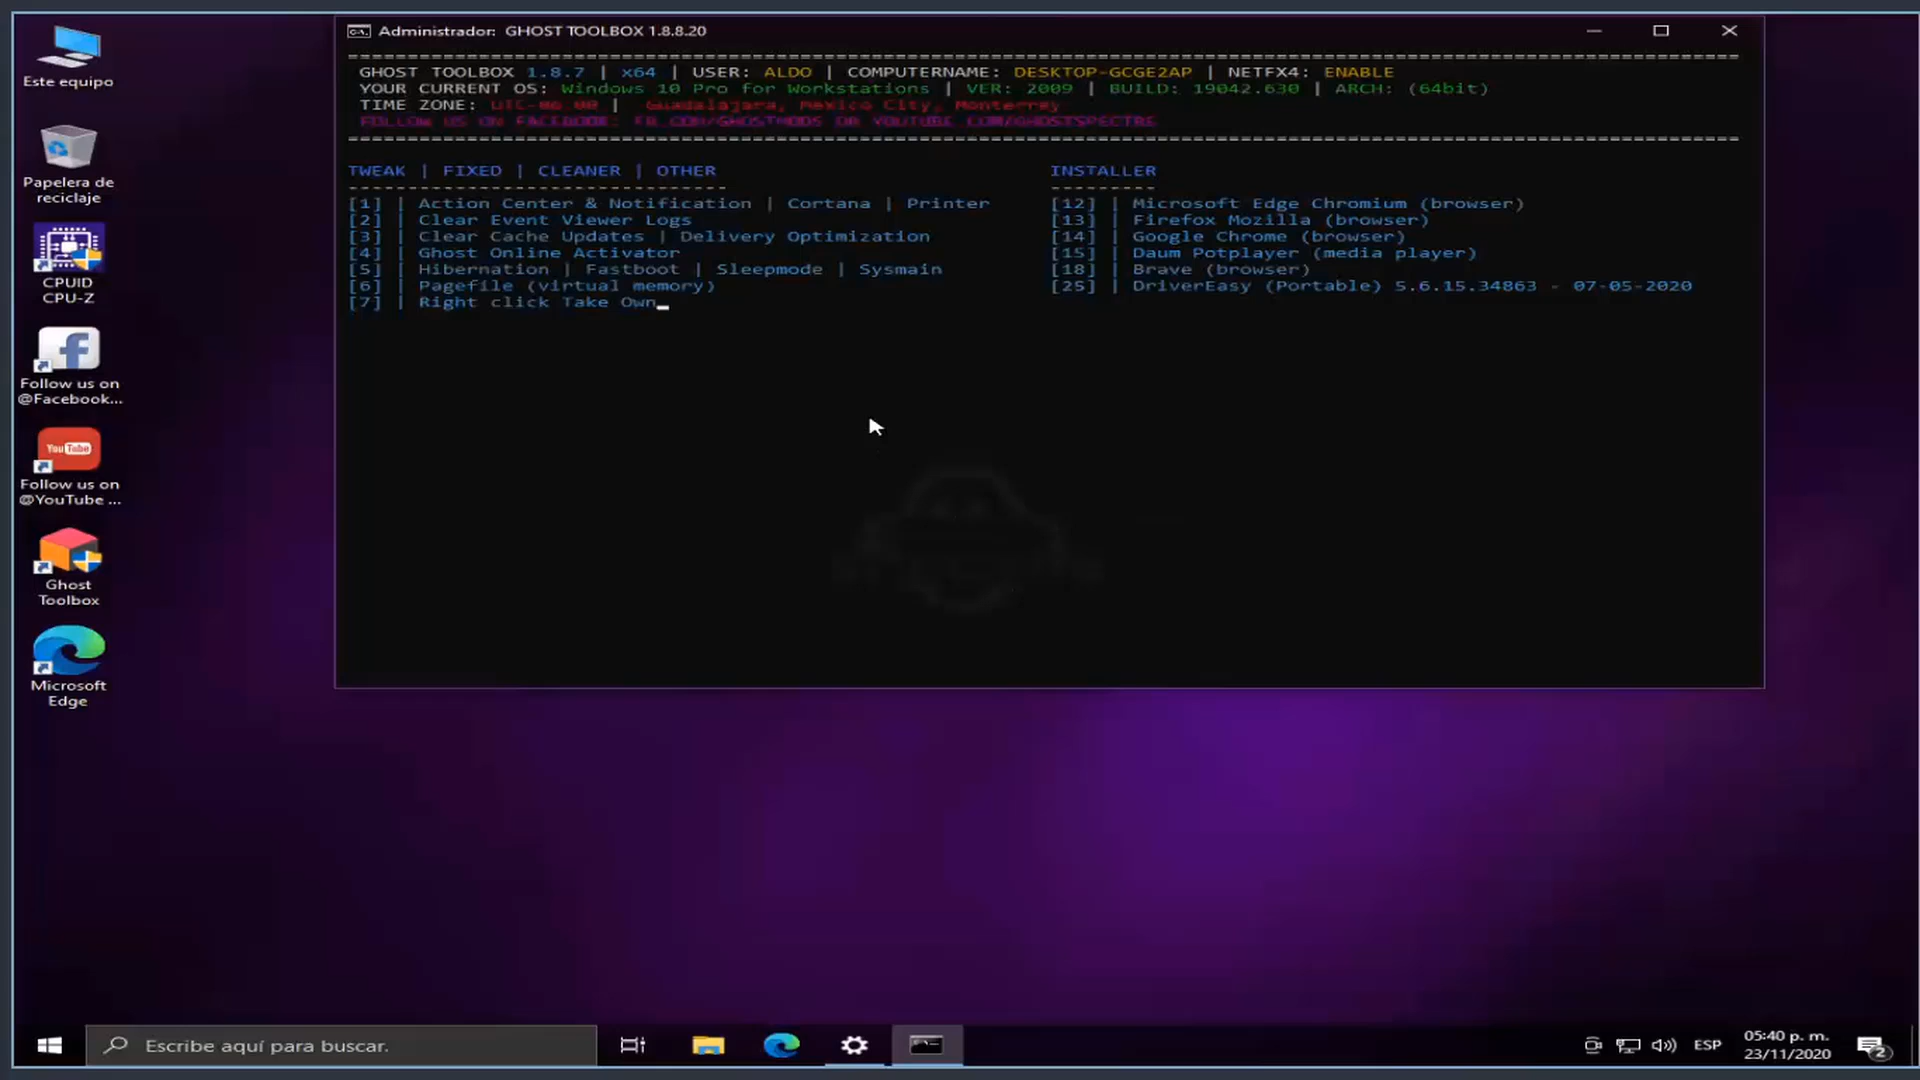 Administrador: GHOST TOOLBOX 1.8.8.20
GHOST TOOLBOX 1.8.7 | x64 | USER: ALDO | COMPUTERNAME: DESKTOP-GCGE2AP | NETFX4: ENABLE
YOUR CURRENT OS: Windows 10 Pro for Workstations | VER: 2009 | BUILD: 19042.630 | ARCH: (64bit)
TIME ZONE: UTC-06:00 | Guadalajara, Mexico City, Monterrey
FOLLOW US ON FACEBOOK: FB.COM/GHOSTMODS OR YOUTUBE.COM/GHOSTSPECTRE
TWEAK | FIXED | CLEANER | OTHER
[1] | Action Center & Notification | Cortana | Printer
[2] | Clear Event Viewer Logs
[3] | Clear Cache Updates | Delivery Optimization
[4] | Ghost Online Activator
[5] | Hibernation | Fastboot | Sleepmode | Sysmain
[6] | Pagefile (virtual memory)
[7] | Right click Take Own_
INSTALLER
[12] | Microsoft Edge Chromium (browser)
[13] | Firefox Mozilla (browser)
[14] | Google Chrome (browser)
[15] | Daum Potplayer (media player)
[18] | Brave (browser)
[25] | DriverEasy (Portable) 5.6.15.34863 - 07-05-2020
Este equipo
Papelera de
reciclaje
CPUID
CPU-Z
Follow us on
@Facebook...
YouTube
Follow us on
@YouTube ...
Ghost
Toolbox
Microsoft
Edge
Escribe aquí para buscar.
ESP
05:40 p. m.
23/11/2020
2